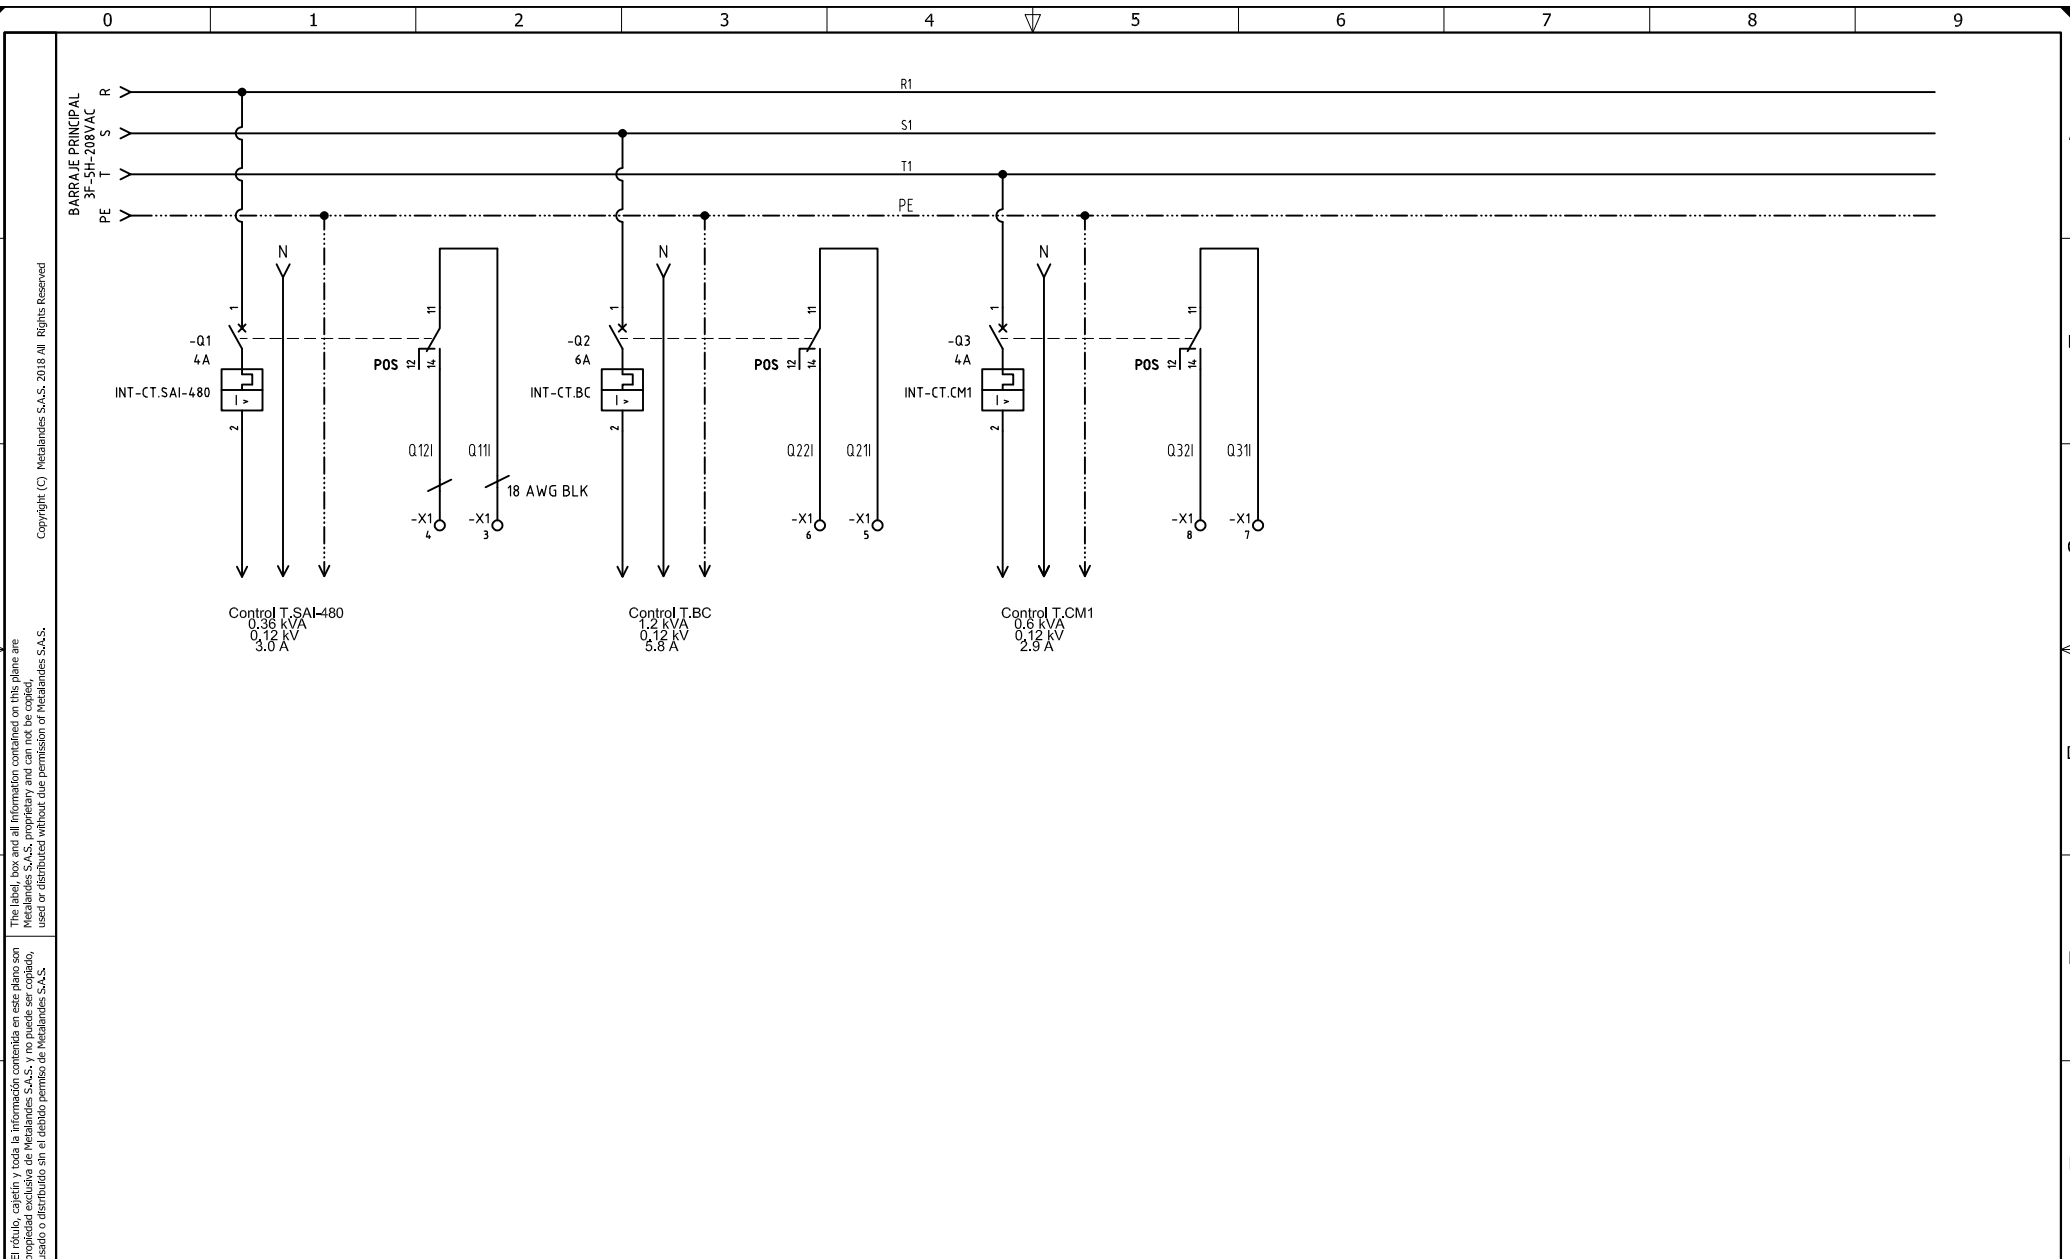 0 1 2 3 4 5 6 7 8 9
BARRAJE PRINCIPAL
3F-5H-208VAC
R
S
T
PE
R1
S1
T1
PE
N
N
N
1
11
1
11
1
11
-Q1
4A
INT-CT.SAI-480
I >
2
POS 12 14
-Q2
6A
INT-CT.BC
I >
2
POS 12 14
-Q3
4A
INT-CT.CM1
I >
2
POS 12 14
Q12I Q11I
18 AWG BLK
Q22I Q21I
Q32I Q31I
-X1 -X1
4 3
-X1 -X1
6 5
-X1 -X1
8 7
Control T.SAI-480
0.36 kVA
0,12 kV
3.0 A
Control T.BC
1.2 kVA
0,12 kV
5.8 A
Control T.CM1
0.6 kVA
0,12 kV
2.9 A
Copyright (C) Metalandes S.A.S. 2018 All Rights Reserved
The label, box and all information contained on this plane are
Metalandes S.A.S. proprietary and can not be copied,
used or distributed without due permission of Metalandes S.A.S.
El rótulo, cajetín y toda la información contenida en este plano son
propiedad exclusiva de Metalandes S.A.S. y no puede ser copiado,
usado o distribuido sin el debido permiso de Metalandes S.A.S.